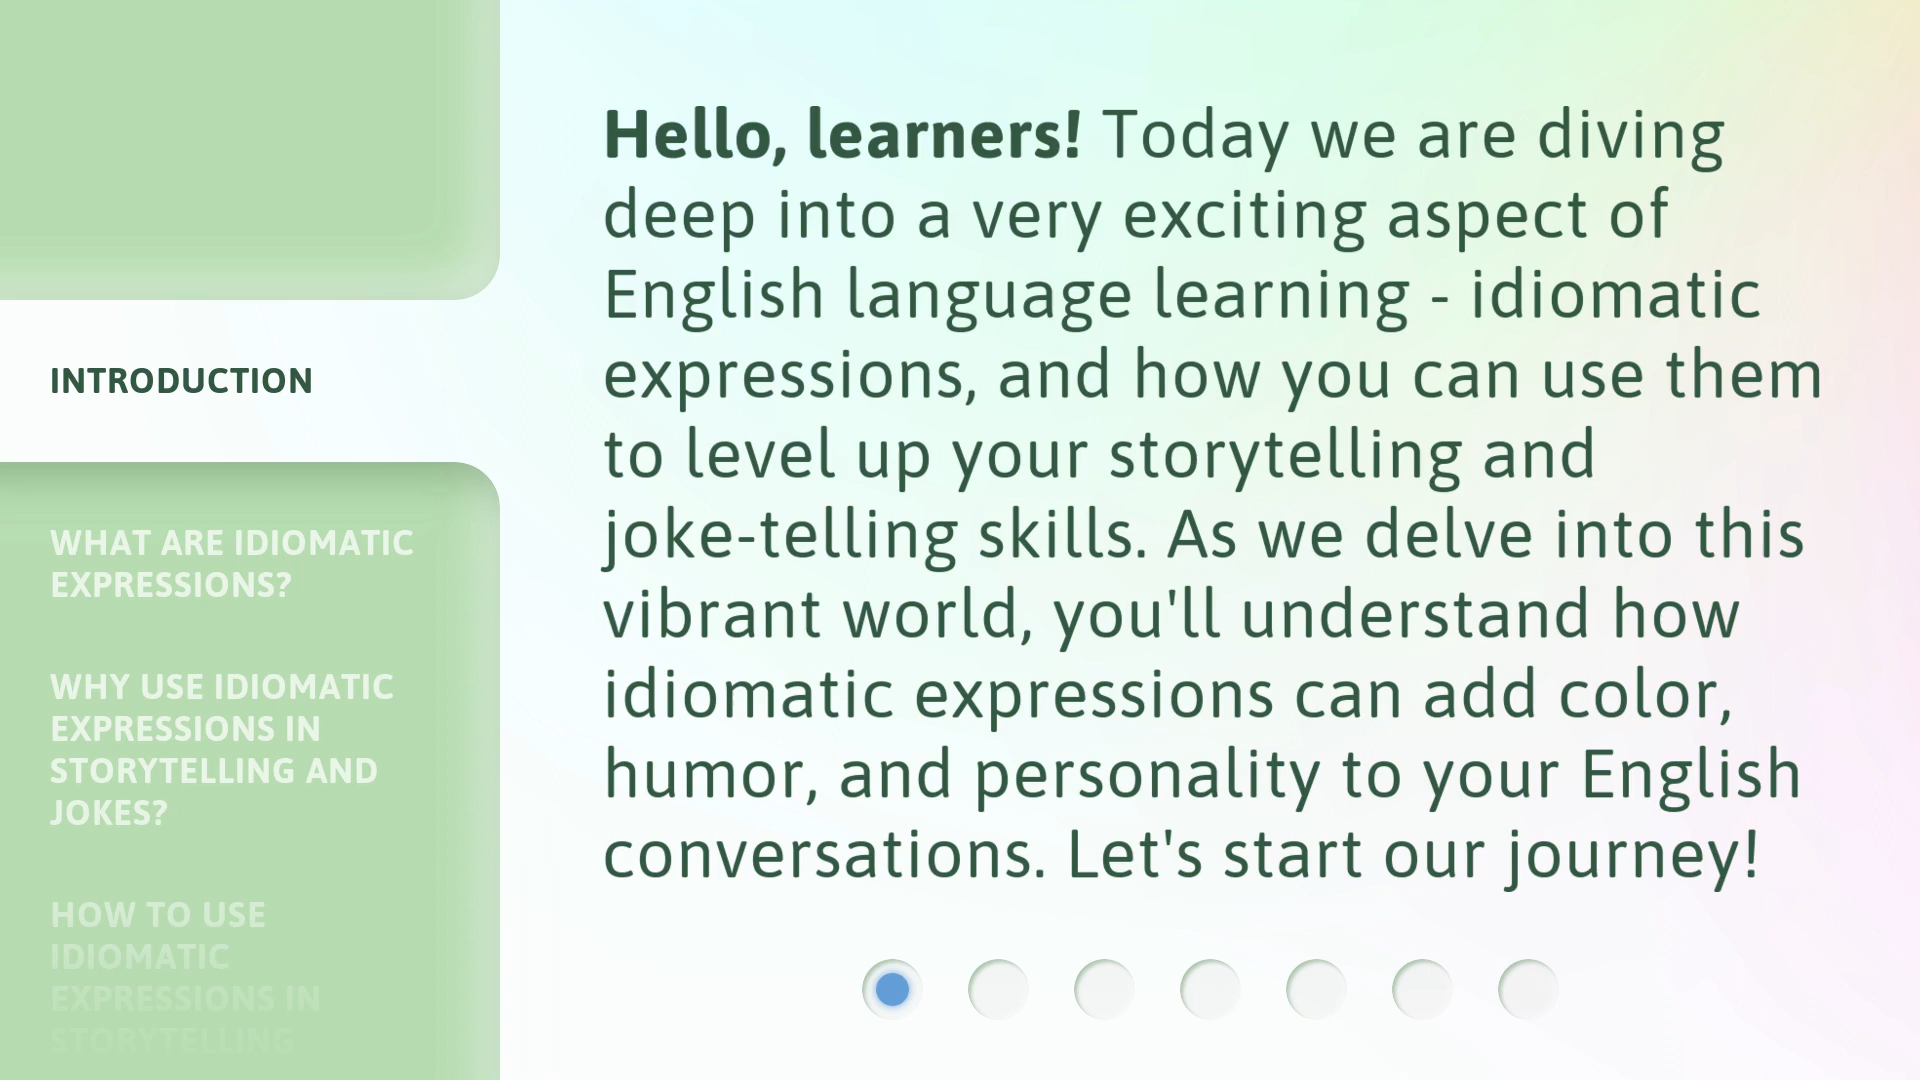 INTRODUCTION
WHAT ARE IDIOMATIC
EXPRESSIONS?
WHY USE IDIOMATIC
EXPRESSIONS IN
STORYTELLING AND
JOKES?
HOW TO USE
IDIOMATIC
EXPRESSIONS IN
STORYTELLING
Hello, learners! Today we are diving
deep into a very exciting aspect of
English language learning - idiomatic
expressions, and how you can use them
to level up your storytelling and
joke-telling skills. As we delve into this
vibrant world, you'll understand how
idiomatic expressions can add color,
humor, and personality to your English
conversations. Let's start our journey!